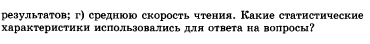 результатов; г) среднюю скорость чтения. Какие статистические
характеристики использовались для ответа на вопросы?